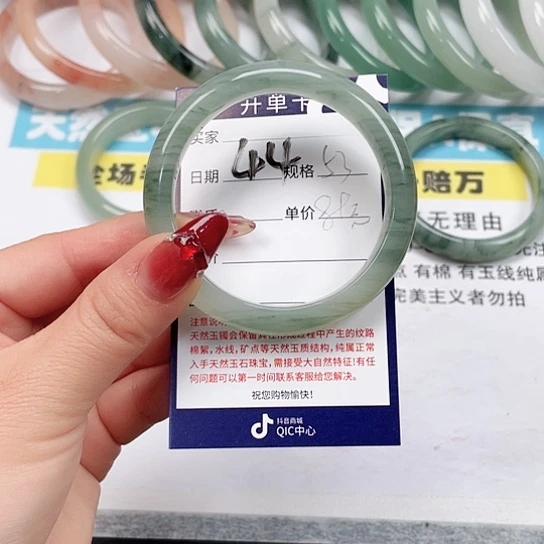 开单卡
天然
保 真
买家
日期 44 规格 53
全场
赔万
单价
无理由
意 有棉 有玉线纯属
完美主义者勿拍
天然玉镯会保留其在形成过程中产生的纹路
棉絮，水线，矿点等天然玉质结构，纯属正常
入手天然玉石珠宝，需接受大自然特征!有任
何问题可以第一时间联系客服给您解决。
祝您购物愉快！
抖音商城
QIC中心